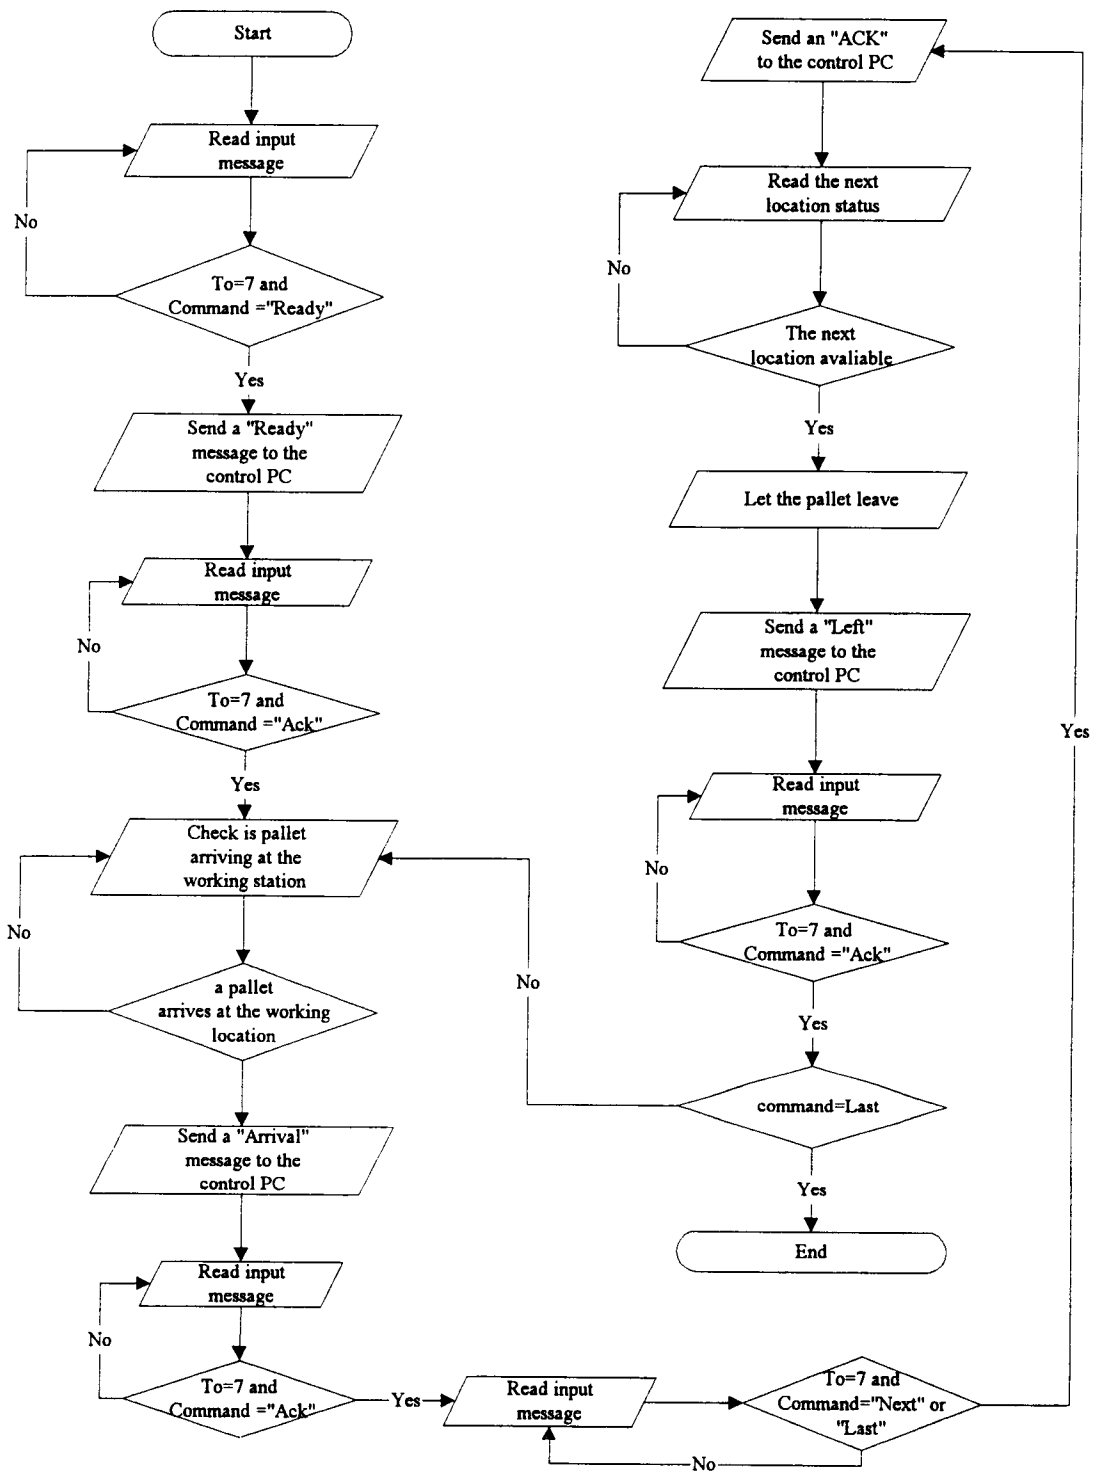 Start
Read input
message
No
To=7 and
Command ="Ready"
Yes
Send a "Ready"
message to the
control PC
Read input
message
No
To=7 and
Command ="Ack"
Yes
Check is pallet
arriving at the
working station
No
a pallet
arrives at the working
location
Send a "Arrival"
message to the
control PC
Read input
message
No
To=7 and
Command ="Ack"
Yes
Read input
message
To=7 and
Command="Next" or
"Last"
No
Yes
Send an "ACK"
to the control PC
Read the next
location status
No
The next
location avaliable
Yes
Let the pallet leave
Send a "Left"
message to the
control PC
Read input
message
No
To=7 and
Command ="Ack"
Yes
command=Last
No
Yes
End